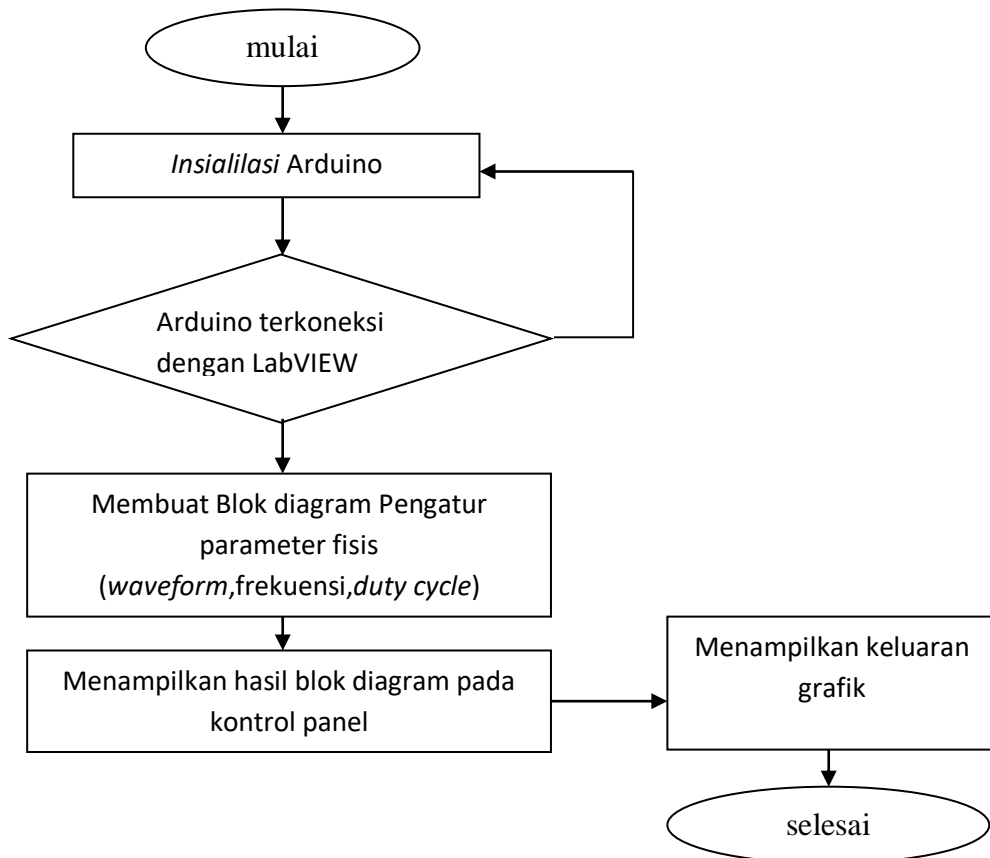 mulai
Insialilasi Arduino
Arduino terkoneksi
dengan LabVIEW
Membuat Blok diagram Pengatur
parameter fisis
(waveform,frekuensi,duty cycle)
Menampilkan hasil blok diagram pada
kontrol panel
Menampilkan keluaran
grafik
selesai